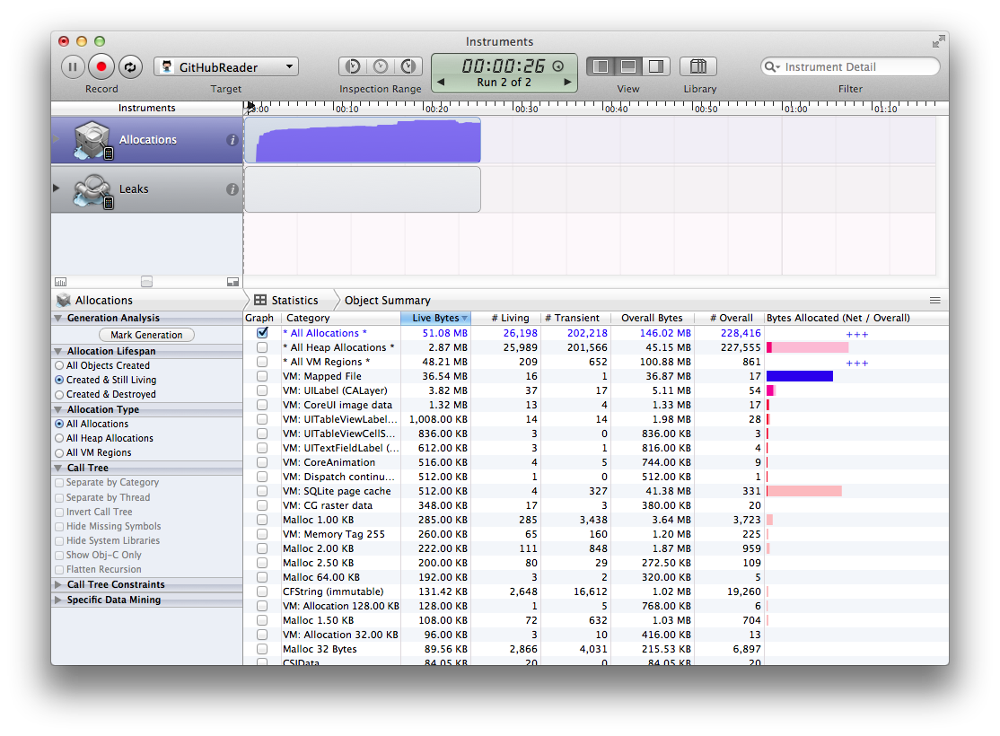 Instruments
GitHubReader
00:00:26
Run 2 of 2
Instrument Detail
Record
Target
Inspection Range
View
Library
Filter
Instruments
00:10 00:20 00:30 00:40 00:50 01:00 01:10
Allocations
Leaks
Allocations
Statistics
Object Summary
Generation Analysis
Mark Generation
Allocation Lifespan
All Objects Created
Created & Still Living
Created & Destroyed
Allocation Type
All Allocations
All Heap Allocations
All VM Regions
Call Tree
Separate by Category
Separate by Thread
Invert Call Tree
Hide Missing Symbols
Hide System Libraries
Show Obj-C Only
Flatten Recursion
Call Tree Constraints
Specific Data Mining
Graph Category Live Bytes # Living # Transient Overall Bytes # Overall Bytes Allocated (Net / Overall)
* All Allocations * 51.08 MB 26,198 202,218 146.02 MB 228,416 +++
* All Heap Allocations * 2.87 MB 25,989 201,566 45.15 MB 227,555
* All VM Regions * 48.21 MB 209 652 100.88 MB 861 +++
VM: Mapped File 36.54 MB 16 1 36.87 MB 17
VM: UILabel (CALayer) 3.82 MB 37 17 5.11 MB 54
VM: CoreUI image data 1.32 MB 13 4 1.33 MB 17
VM: UITableViewLabel... 1,008.00 KB 14 14 1.98 MB 28
VM: UITableViewCellS... 836.00 KB 3 0 836.00 KB 3
VM: UITextFieldLabel (... 612.00 KB 3 1 816.00 KB 4
VM: CoreAnimation 516.00 KB 4 5 744.00 KB 9
VM: Dispatch continu... 512.00 KB 1 0 512.00 KB 1
VM: SQLite page cache 512.00 KB 4 327 41.38 MB 331
VM: CG raster data 348.00 KB 17 3 380.00 KB 20
Malloc 1.00 KB 285.00 KB 285 3,438 3.64 MB 3,723
VM: Memory Tag 255 260.00 KB 65 160 1.20 MB 225
Malloc 2.00 KB 222.00 KB 111 848 1.87 MB 959
Malloc 2.50 KB 200.00 KB 80 29 272.50 KB 109
Malloc 64.00 KB 192.00 KB 3 2 320.00 KB 5
CFString (immutable) 131.42 KB 2,648 16,612 1.02 MB 19,260
VM: Allocation 128.00 KB 128.00 KB 1 5 768.00 KB 6
Malloc 1.50 KB 108.00 KB 72 632 1.03 MB 704
VM: Allocation 32.00 KB 96.00 KB 3 10 416.00 KB 13
Malloc 32 Bytes 89.56 KB 2,866 4,031 215.53 KB 6,897
CSIData 84.05 KB 20 0 84.05 KB 20